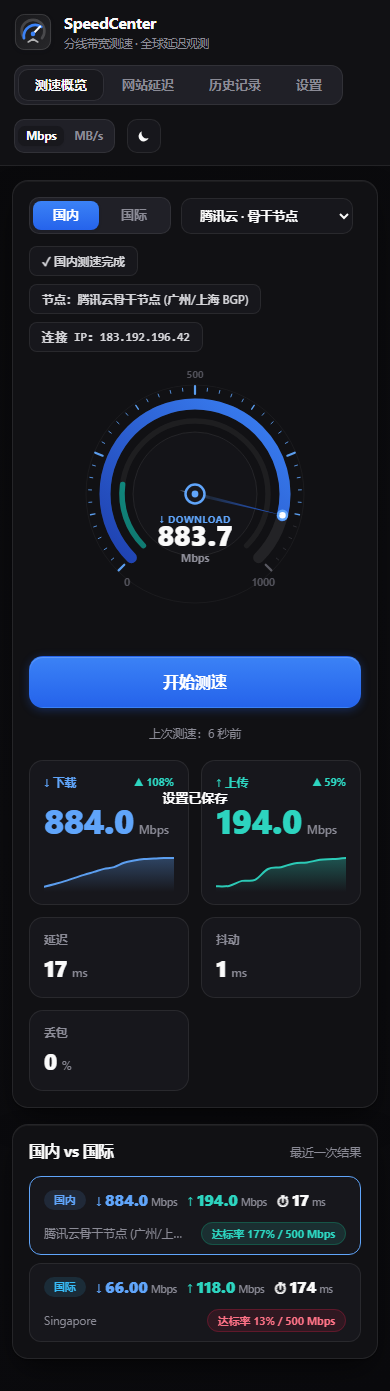 SpeedCenter
分线带宽测速 · 全球延迟观测
测速概览 网站延迟 历史记录 设置
Mbps MB/s
国内 国际 腾讯云 · 骨干节点
✓ 国内测速完成
节点：腾讯云骨干节点 (广州/上海 BGP)
连接 IP：183.192.196.42
500
↓ DOWNLOAD
883.7
Mbps
0 1000
开始测速
上次测速：6 秒前
↓ 下载 ▲ 108%
↑ 上传 ▲ 59%
设置已保存
884.0 Mbps
194.0 Mbps
延迟
17 ms
抖动
1 ms
丢包
0 %
国内 vs 国际 最近一次结果
国内 ↓ 884.0 Mbps ↑ 194.0 Mbps ⏱ 17 ms
腾讯云骨干节点 (广州/上... 达标率 177% / 500 Mbps
国际 ↓ 66.00 Mbps ↑ 118.0 Mbps ⏱ 174 ms
Singapore 达标率 13% / 500 Mbps